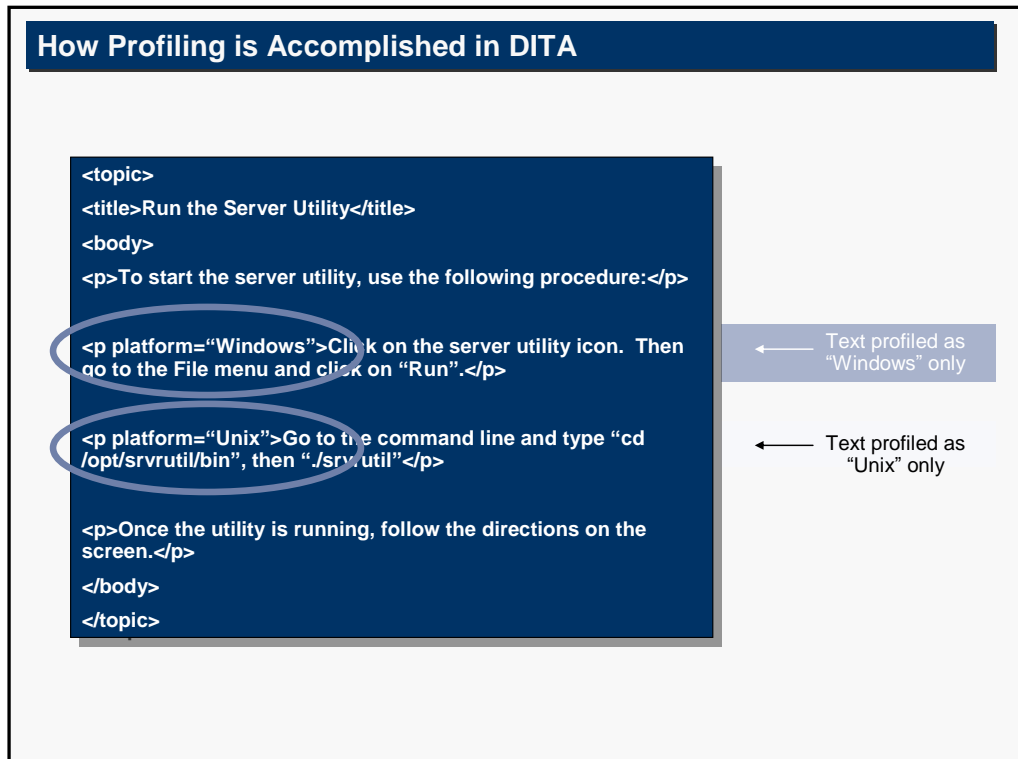 How Profiling is Accomplished in DITA
<topic>
<title>Run the Server Utility</title>
<body>
<p>To start the server utility, use the following procedure:</p>
<p platform=“Windows”>Click on the server utility icon.  Then
go to the File menu and click on “Run”.</p>
Text profiled as
“Windows” only
<p platform=“Unix”>Go to the command line and type “cd
/opt/srvrutil/bin”, then “./srvrutil”</p>
Text profiled as
“Unix” only
<p>Once the utility is running, follow the directions on the
screen.</p>
</body>
</topic>